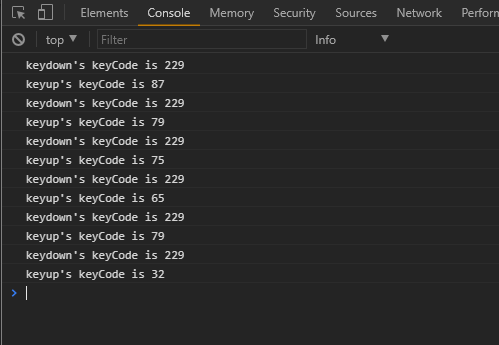 Elements Console Memory Security Sources Network Perform
top Filter Info
keydown's keyCode is 229
keyup's keyCode is 87
keydown's keyCode is 229
keyup's keyCode is 79
keydown's keyCode is 229
keyup's keyCode is 75
keydown's keyCode is 229
keyup's keyCode is 65
keydown's keyCode is 229
keyup's keyCode is 79
keydown's keyCode is 229
keyup's keyCode is 32
>